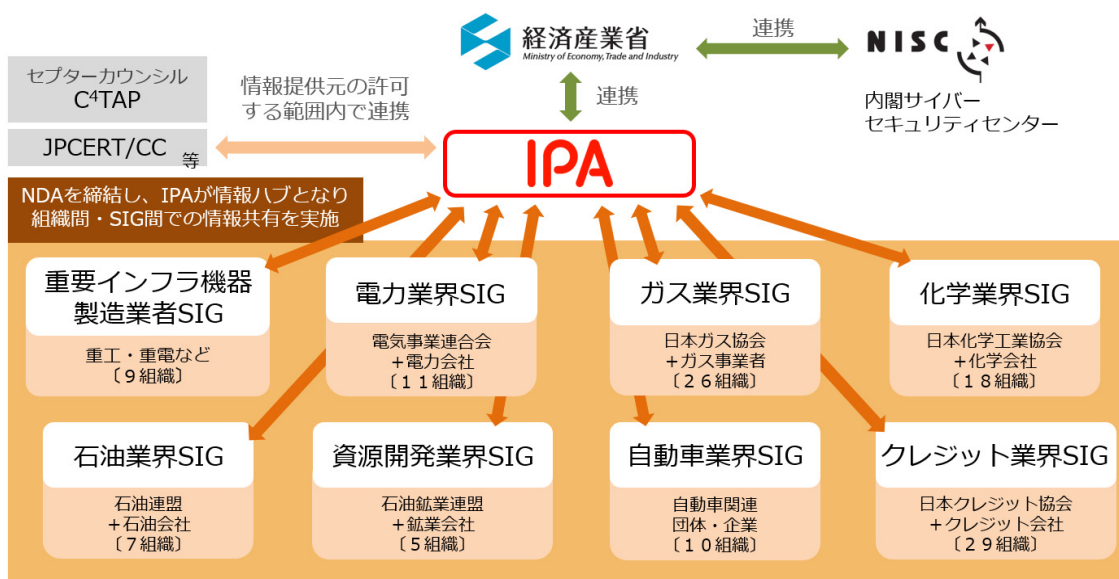 経済産業省
Ministry of Economy, Trade and Industry
連携
NISC
内閣サイバー
セキュリティセンター
セプターカウンシル
C⁴TAP
JPCERT/CC 等
情報提供元の許可
する範囲内で連携
連携
IPA
NDAを締結し、IPAが情報ハブとなり
組織間・SIG間での情報共有を実施
重要インフラ機器
製造業者SIG
重工・重電など
〔9組織〕
電力業界SIG
電気事業連合会
+電力会社
〔11組織〕
ガス業界SIG
日本ガス協会
+ガス事業者
〔26組織〕
化学業界SIG
日本化学工業協会
+化学会社
〔18組織〕
石油業界SIG
石油連盟
+石油会社
〔7組織〕
資源開発業界SIG
石油鉱業連盟
+鉱業会社
〔5組織〕
自動車業界SIG
自動車関連
団体・企業
〔10組織〕
クレジット業界SIG
日本クレジット協会
+クレジット会社
〔29組織〕